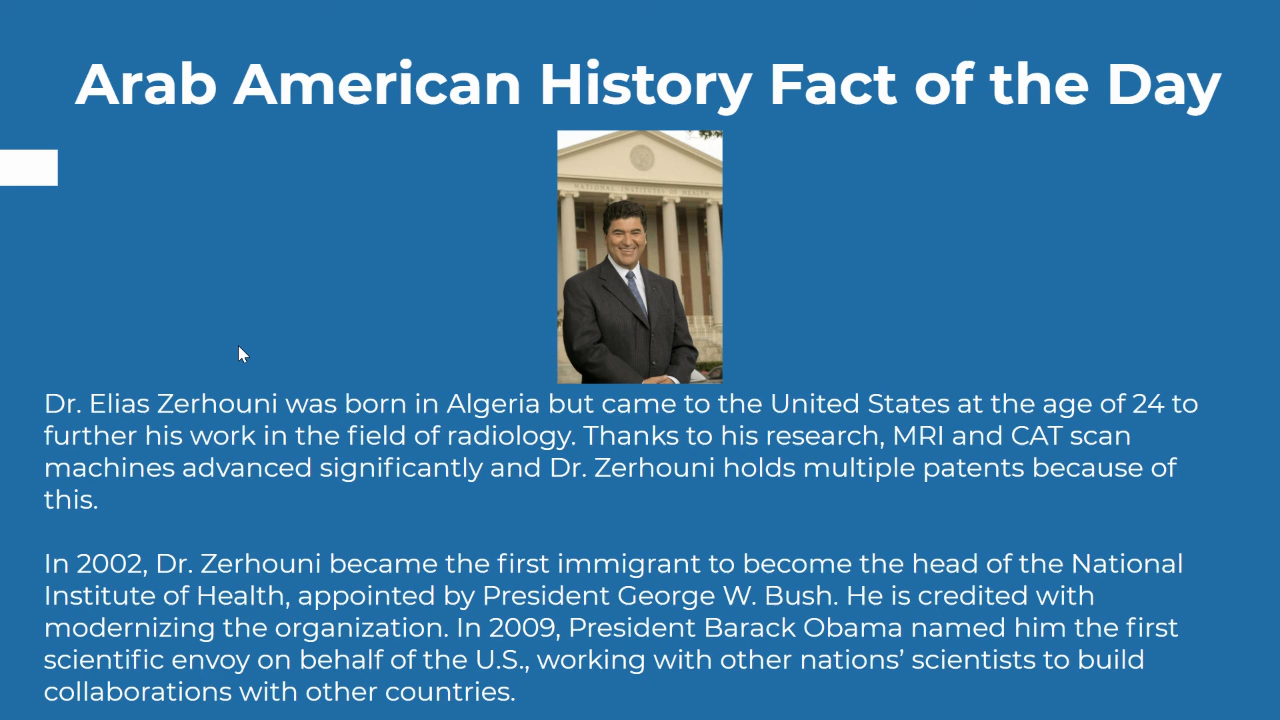 Arab American History Fact of the Day
NATIONAL INSTITUTES OF HEALTH
Dr. Elias Zerhouni was born in Algeria but came to the United States at the age of 24 to
further his work in the field of radiology. Thanks to his research, MRI and CAT scan
machines advanced significantly and Dr. Zerhouni holds multiple patents because of
this.
In 2002, Dr. Zerhouni became the first immigrant to become the head of the National
Institute of Health, appointed by President George W. Bush. He is credited with
modernizing the organization. In 2009, President Barack Obama named him the first
scientific envoy on behalf of the U.S., working with other nations’ scientists to build
collaborations with other countries.